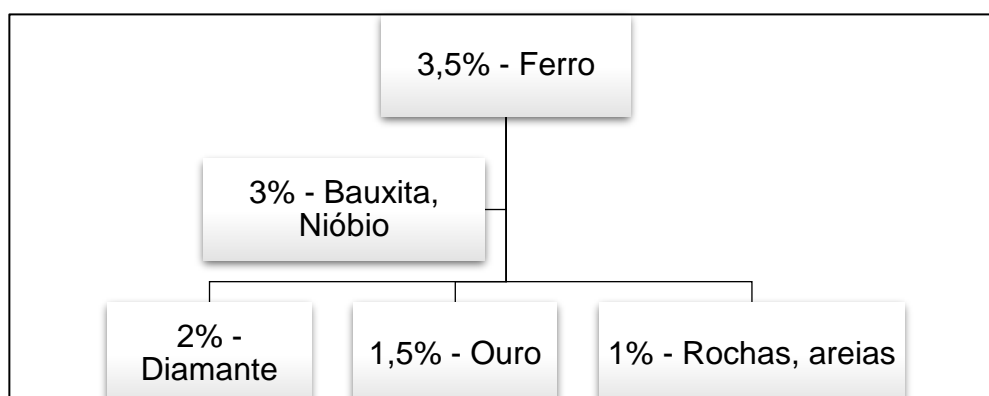 3,5% - Ferro
3% - Bauxita,
Nióbio
2% -
Diamante
1,5% - Ouro
1% - Rochas, areias